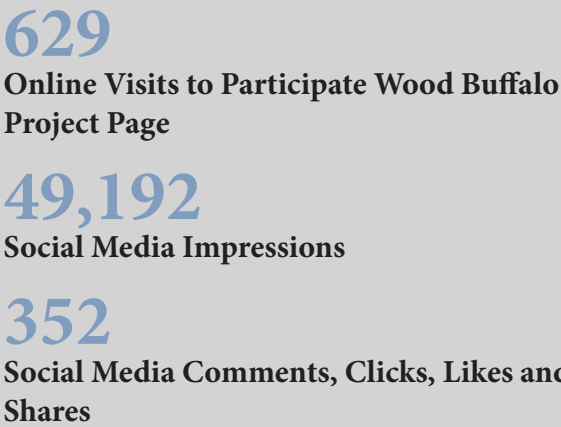 629
Online Visits to Participate Wood Buffalo
Project Page
49,192
Social Media Impressions
352
Social Media Comments, Clicks, Likes and
Shares